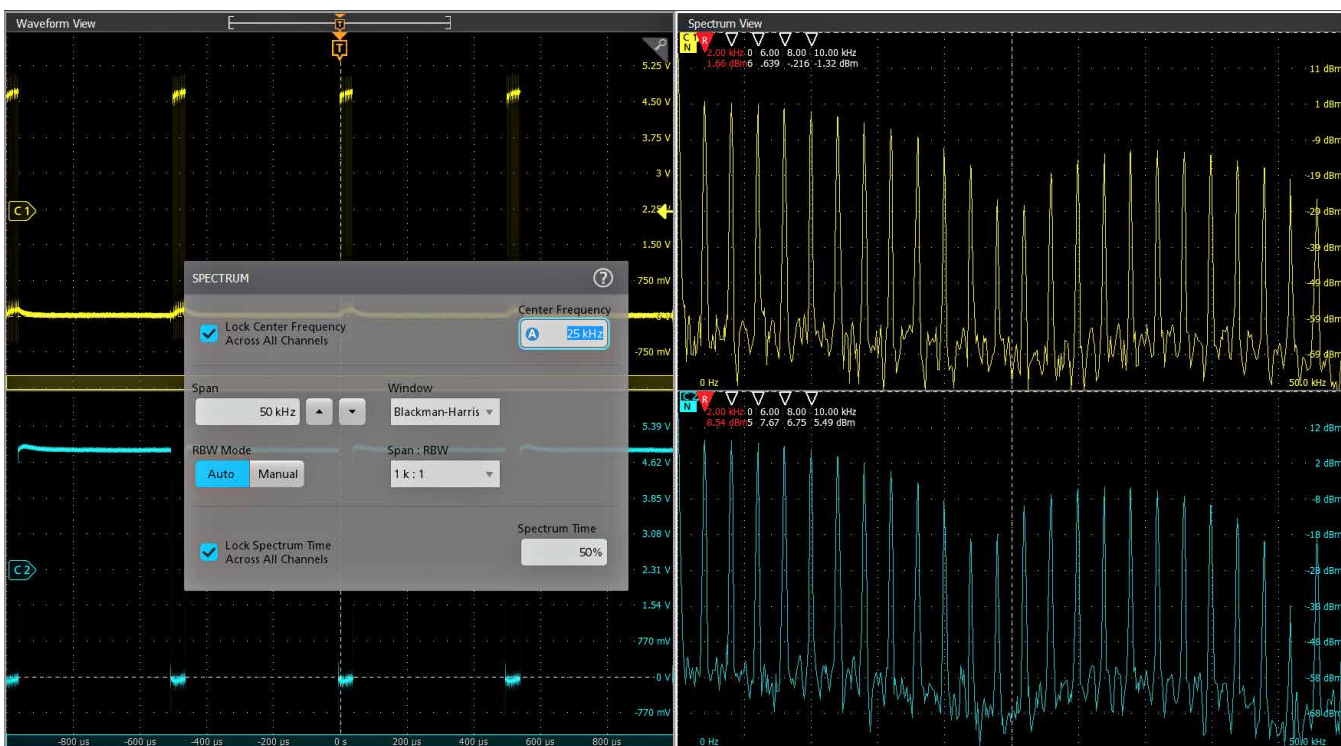 Waveform View
T
T
5.25 V
4.50 V
3.75 V
3 V
C 1
2.25 V
1.50 V
750 mV
-750 mV
SPECTRUM
?
Lock Center Frequency
Across All Channels
Center Frequency
A 25 kHz
Span
Window
50 kHz
Blackman-Harris
RBW Mode
Span : RBW
Auto
Manual
1 k : 1
Lock Spectrum Time
Across All Channels
Spectrum Time
50%
5.39 V
4.62 V
3.85 V
3.08 V
C 2
2.31 V
1.54 V
770 mV
0 V
-770 mV
-800 µs -600 µs -400 µs -200 µs 0 s 200 µs 400 µs 600 µs 800 µs
Spectrum View
C 1
N
R
2.00 kHz 0 6.00 8.00 10.00 kHz
1.66 dBm 6 .639 -.216 -1.32 dBm
11 dBm
1 dBm
-9 dBm
-19 dBm
-29 dBm
-39 dBm
-49 dBm
-59 dBm
-69 dBm
0 Hz
50.0 kHz
C 2
N
R
2.00 kHz 0 6.00 8.00 10.00 kHz
8.54 dBm 5 7.67 6.75 5.49 dBm
12 dBm
2 dBm
-8 dBm
-18 dBm
-28 dBm
-38 dBm
-48 dBm
-58 dBm
-68 dBm
0 Hz
50.0 kHz